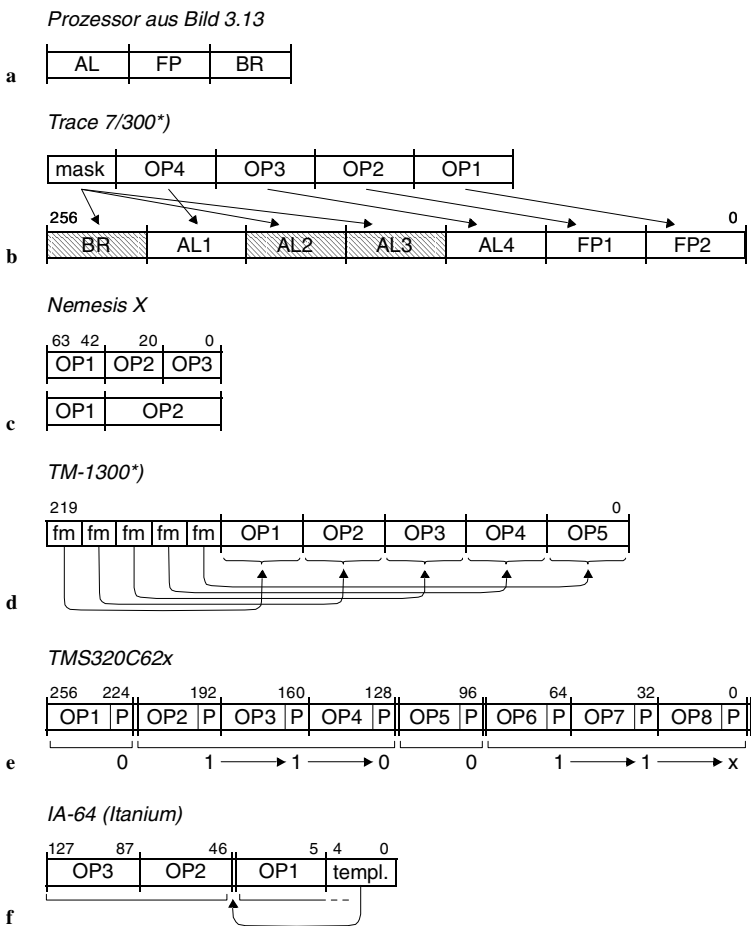 Prozessor aus Bild 3.13
AL FP BR
a
Trace 7/300*)
mask OP4 OP3 OP2 OP1
256 0
BR AL1 AL2 AL3 AL4 FP1 FP2
b
Nemesis X
63 42 20 0
OP1 OP2 OP3
OP1 OP2
c
TM-1300*)
219 0
fm fm fm fm fm OP1 OP2 OP3 OP4 OP5
d
TMS320C62x
256 224 192 160 128 96 64 32 0
OP1 P OP2 P OP3 P OP4 P OP5 P OP6 P OP7 P OP8 P
e 0 1 1 0 0 1 1 x
IA-64 (Itanium)
127 87 46 5 4 0
OP3 OP2 OP1 templ.
f